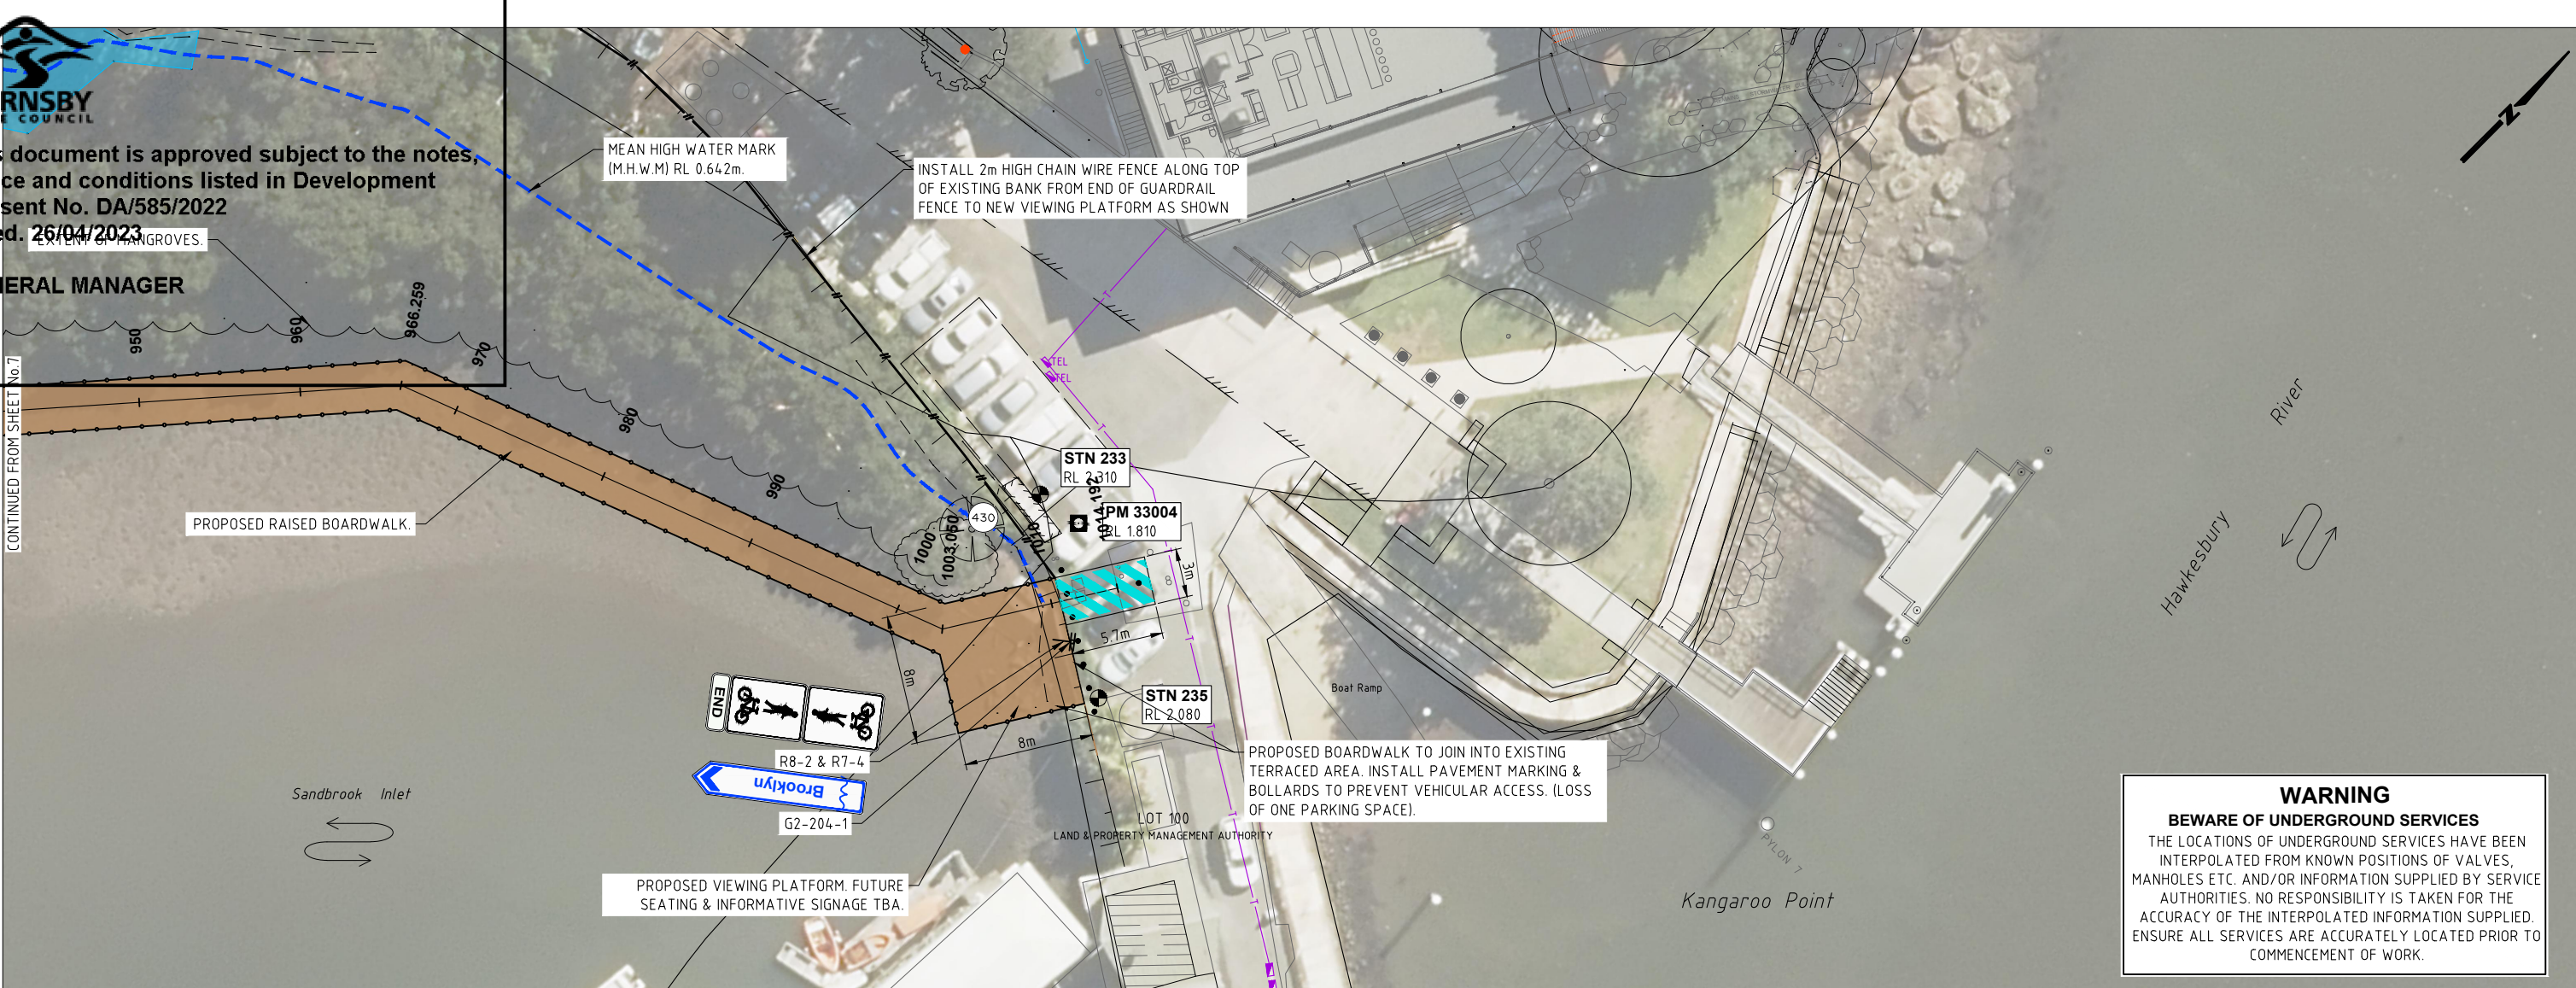 RNSBY
E COUNCIL
s document is approved subject to the notes,
ce and conditions listed in Development
sent No. DA/585/2022
ed. 26/04/2023
EXTENT OF MANGROVES.
NERAL MANAGER
CONTINUED FROM SHEET No.7
950
960
966.259
970
980
990
1000
1003.050
1010
1014.192
MEAN HIGH WATER MARK
(M.H.W.M) RL 0.642m.
INSTALL 2m HIGH CHAIN WIRE FENCE ALONG TOP
OF EXISTING BANK FROM END OF GUARDRAIL
FENCE TO NEW VIEWING PLATFORM AS SHOWN
T
TEL
TEL
T
PROPOSED RAISED BOARDWALK.
430
STN 233
RL 2.310
PM 33004
RL 1.810
3m
5.7m
8m
8m
STN 235
RL 2.080
END
R8-2 & R7-4
Brooklyn
G2-204-1
Sandbrook Inlet
PROPOSED VIEWING PLATFORM. FUTURE
SEATING & INFORMATIVE SIGNAGE TBA.
PROPOSED BOARDWALK TO JOIN INTO EXISTING
TERRACED AREA. INSTALL PAVEMENT MARKING &
BOLLARDS TO PREVENT VEHICULAR ACCESS. (LOSS
OF ONE PARKING SPACE).
LOT 100
LAND & PROPERTY MANAGEMENT AUTHORITY
Boat Ramp
PYLON 7
Kangaroo Point
Hawkesbury River
N
WARNING
BEWARE OF UNDERGROUND SERVICES
THE LOCATIONS OF UNDERGROUND SERVICES HAVE BEEN
INTERPOLATED FROM KNOWN POSITIONS OF VALVES,
MANHOLES ETC. AND/OR INFORMATION SUPPLIED BY SERVICE
AUTHORITIES. NO RESPONSIBILITY IS TAKEN FOR THE
ACCURACY OF THE INTERPOLATED INFORMATION SUPPLIED.
ENSURE ALL SERVICES ARE ACCURATELY LOCATED PRIOR TO
COMMENCEMENT OF WORK.